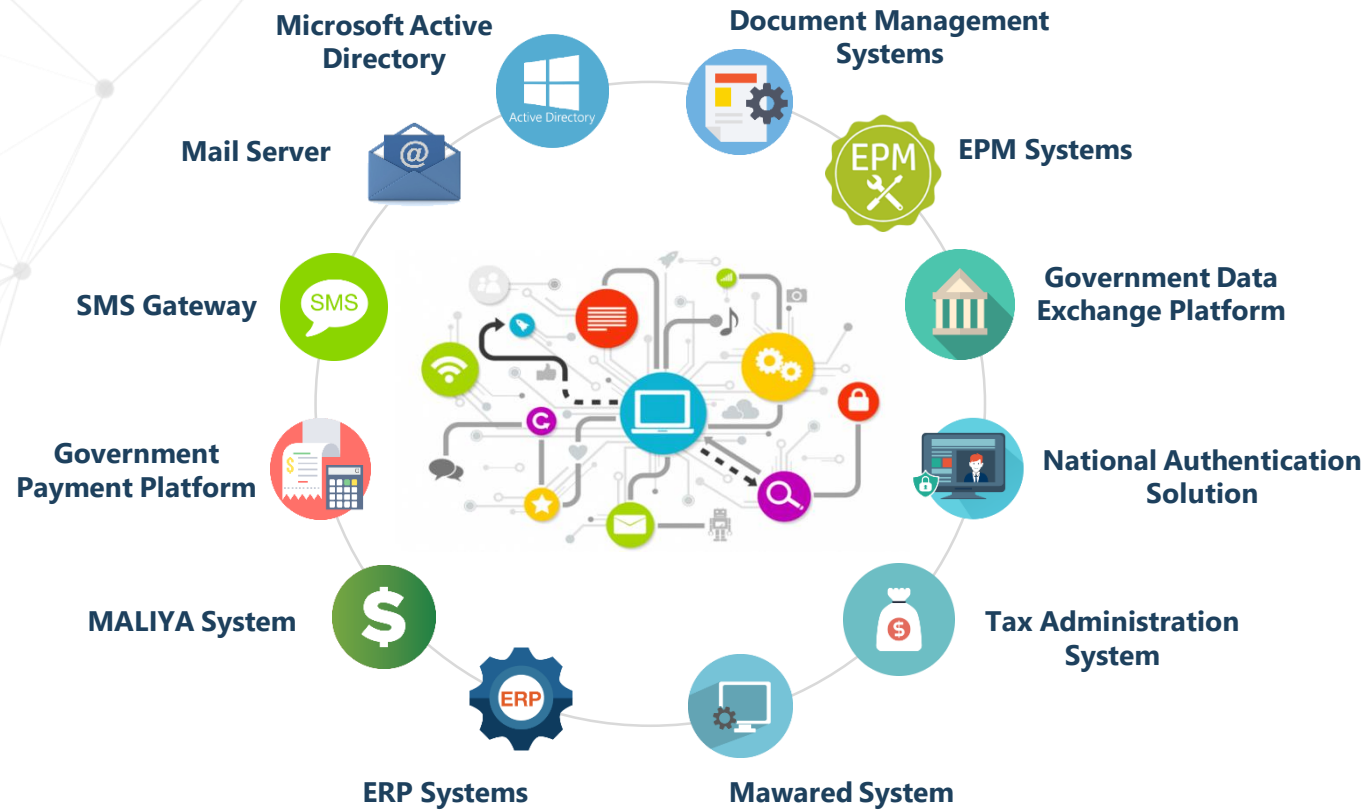 Microsoft Active
Directory
Active Directory
Document Management
Systems
Mail Server
@
EPM
EPM Systems
SMS Gateway
SMS
Government Data
Exchange Platform
Government
Payment Platform
$
National Authentication
Solution
MALIYA System
$
$
Tax Administration
System
ERP
ERP Systems
Mawared System